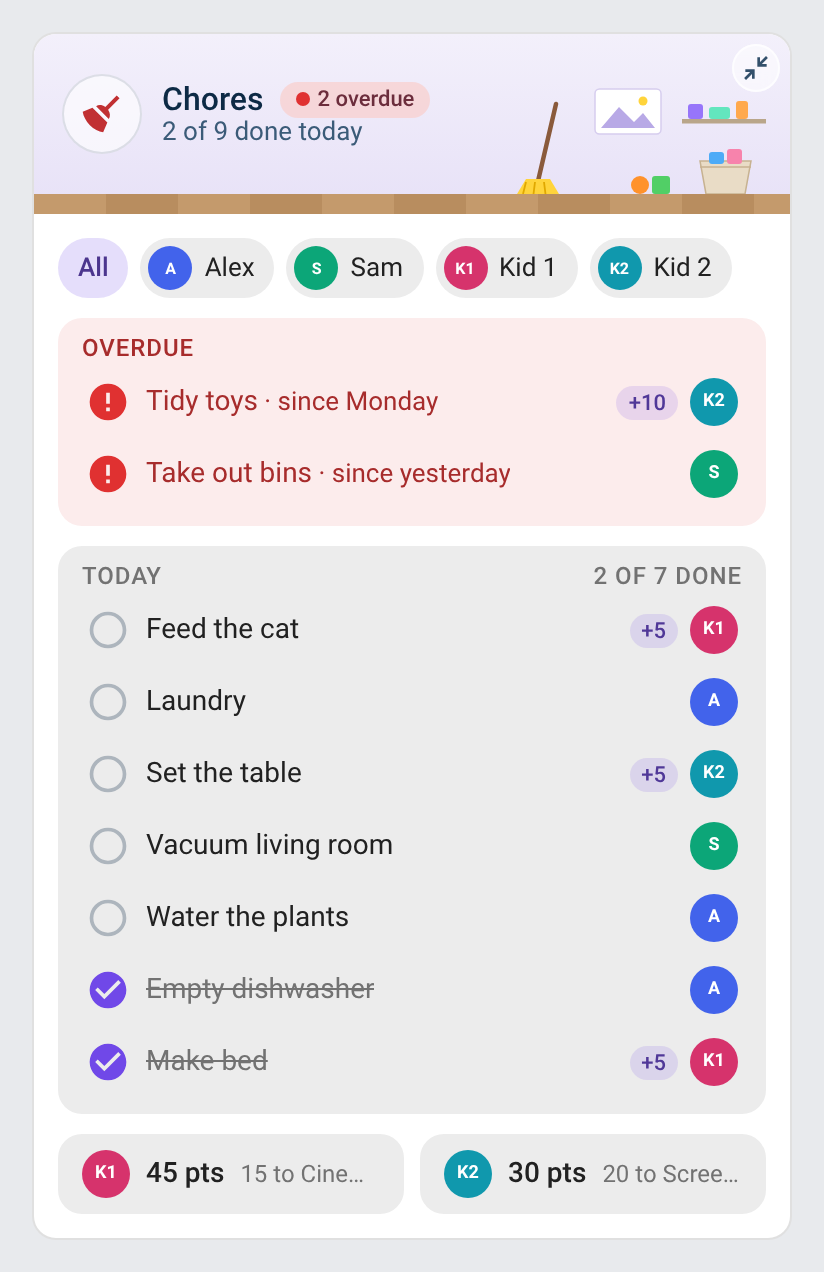 Chores 2 overdue
2 of 9 done today
All A Alex S Sam K1 Kid 1 K2 Kid 2
OVERDUE
Tidy toys · since Monday +10 K2
Take out bins · since yesterday S
TODAY 2 OF 7 DONE
Feed the cat +5 K1
Laundry A
Set the table +5 K2
Vacuum living room S
Water the plants A
Empty dishwasher A
Make bed +5 K1
K1 45 pts 15 to Cine… K2 30 pts 20 to Scree…